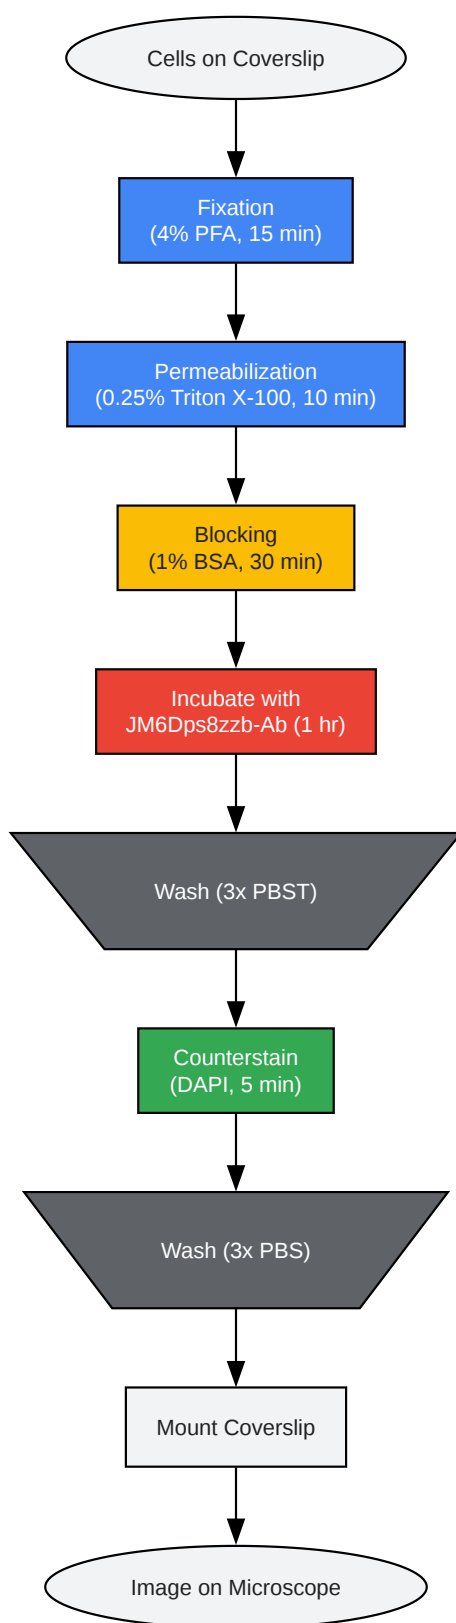 Cells on Coverslip
Fixation
(4% PFA, 15 min)
Permeabilization
(0.25% Triton X-100, 10 min)
Blocking
(1% BSA, 30 min)
Incubate with
JM6Dps8zzb-Ab (1 hr)
Wash (3x PBST)
Counterstain
(DAPI, 5 min)
Wash (3x PBS)
Mount Coverslip
Image on Microscope